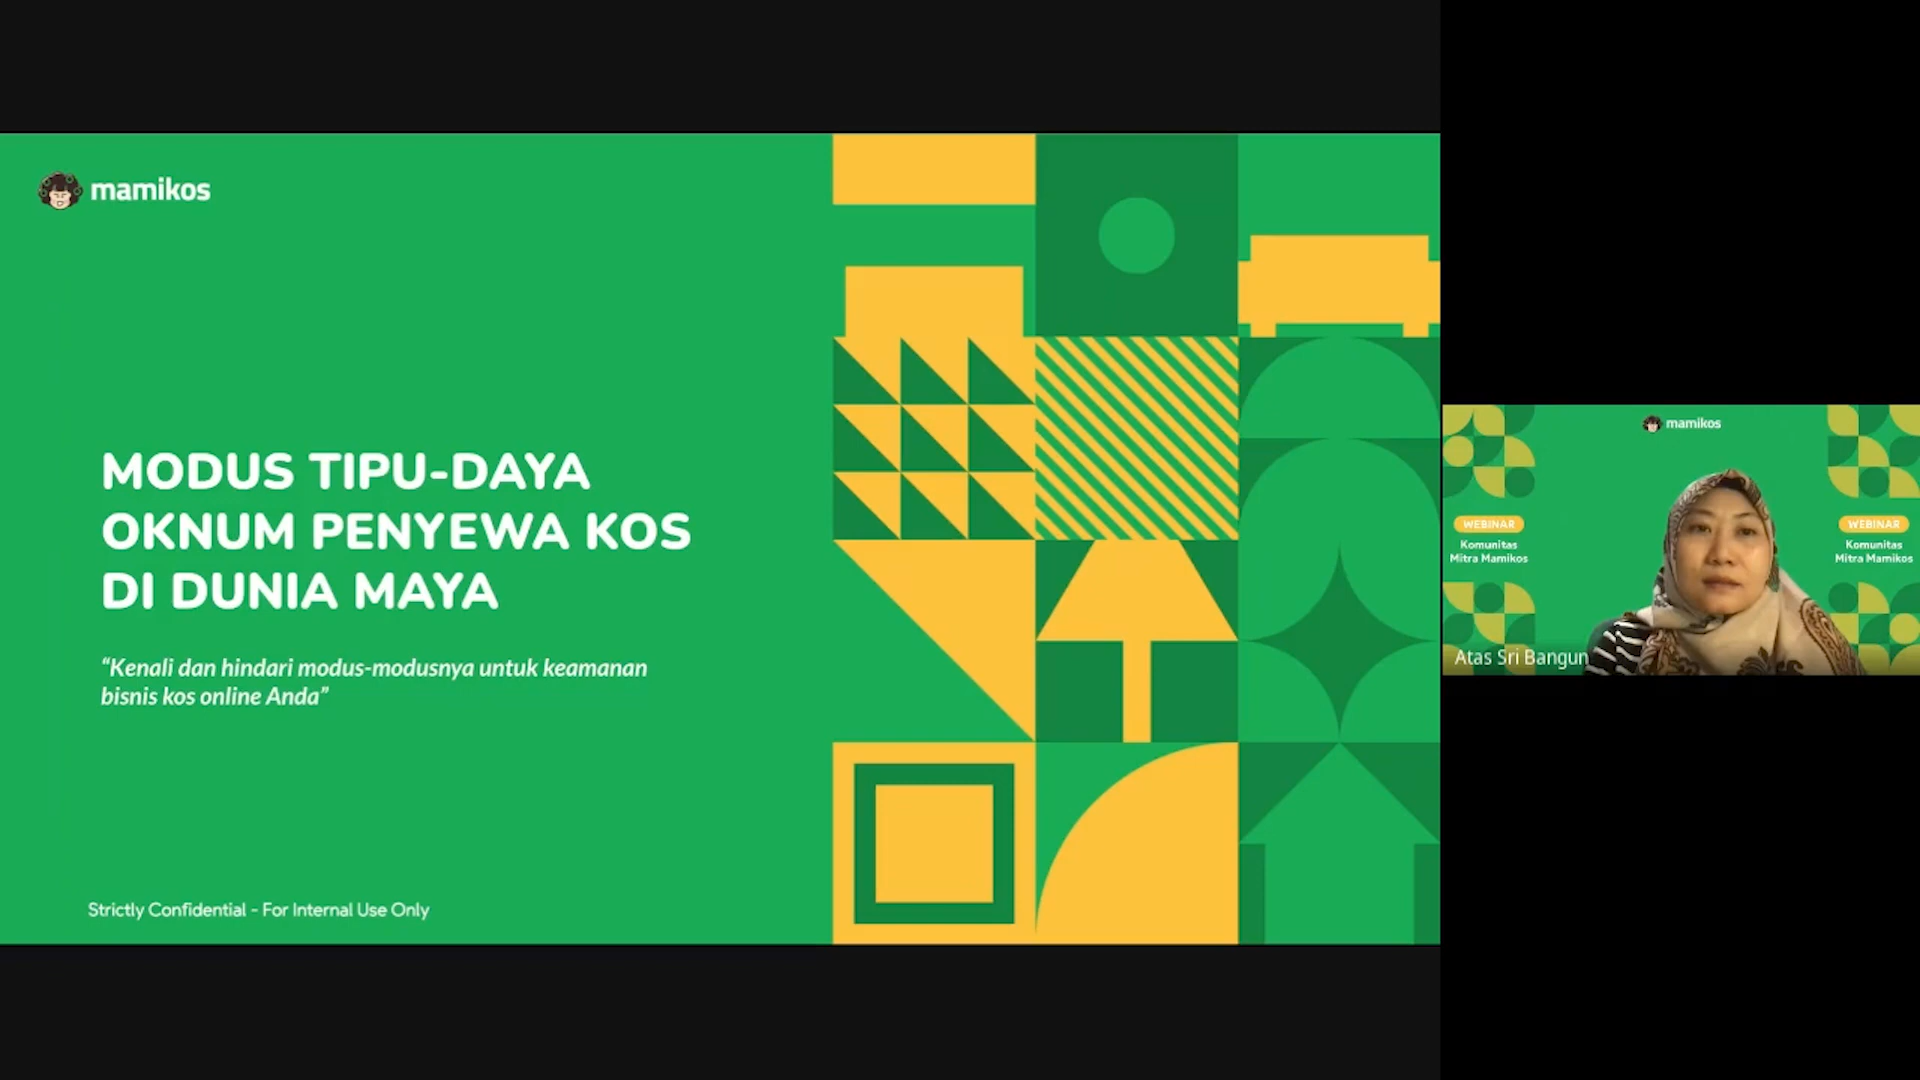 mamikos
MODUS TIPU-DAYA
OKNUM PENYEWA KOS
DI DUNIA MAYA
“Kenali dan hindari modus-modusnya untuk keamanan
bisnis kos online Anda”
Strictly Confidential - For Internal Use Only
mamikos
WEBINAR
Komunitas
Mitra Mamikos
WEBINAR
Komunitas
Mitra Mamikos
Atas Sri Bangun